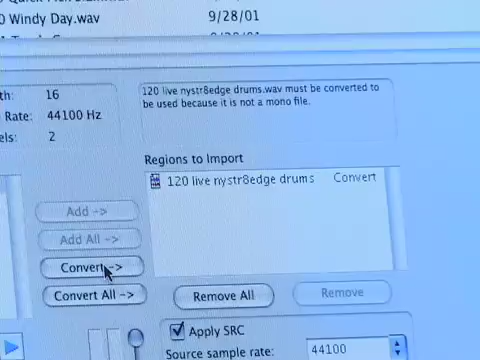 0 Windy Day.wav 9/28/01
th: 16
Rate: 44100 Hz
els: 2
120 live nystr8edge drums.wav must be converted to
be used because it is not a mono file.
Regions to Import
120 live nystr8edge drums Convert
Add ->
Add All ->
Convert ->
Convert All ->
Remove All
Remove
Apply SRC
Source sample rate: 44100